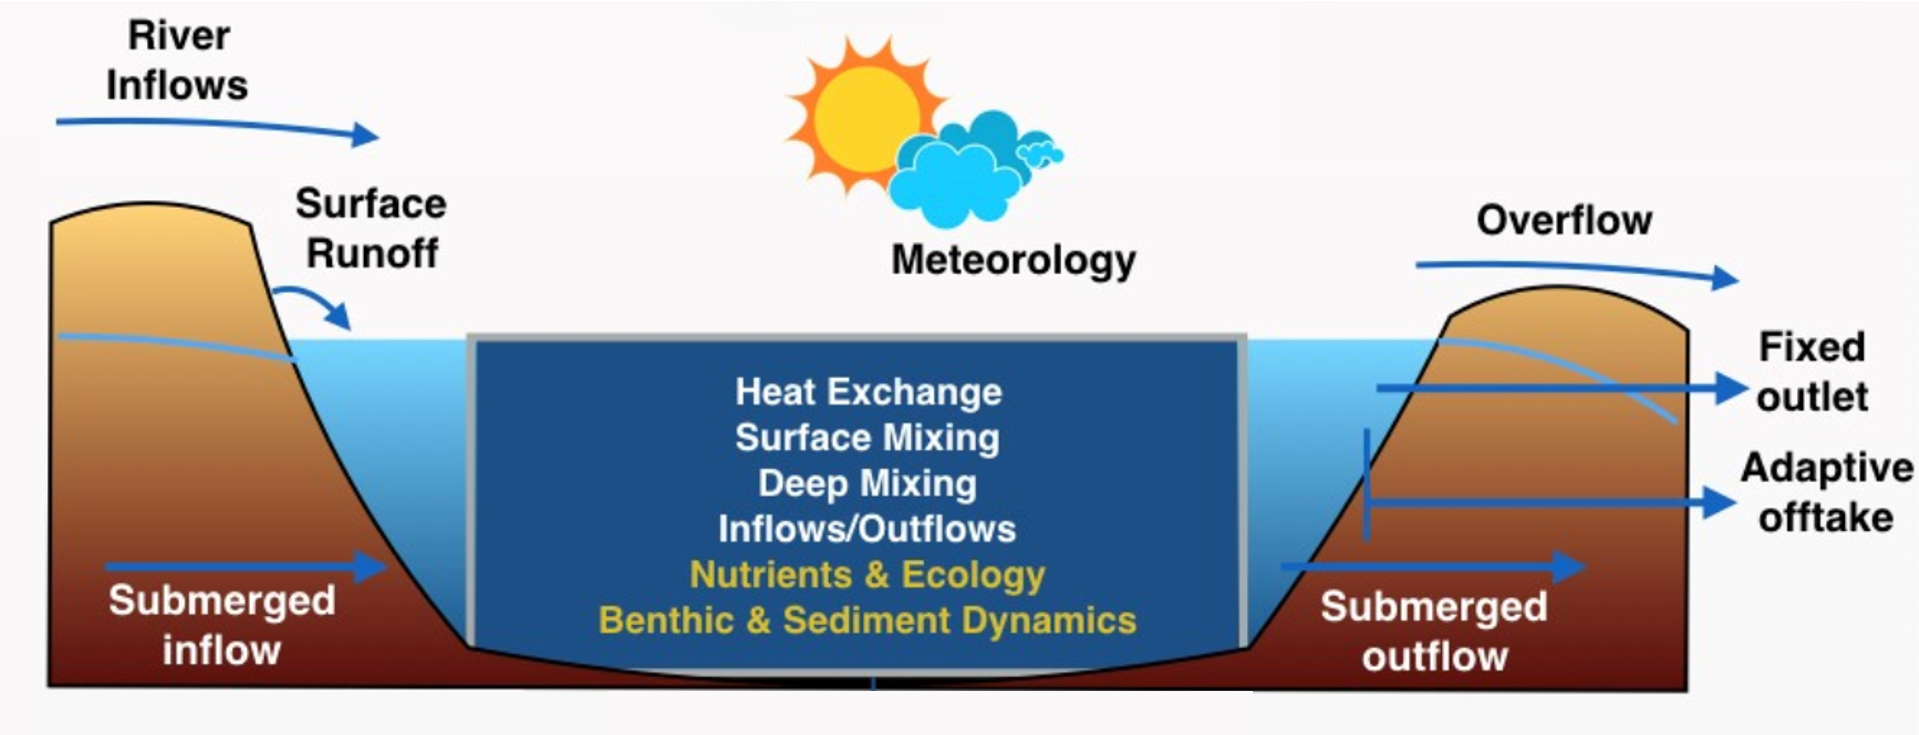 River
Inflows
Surface
Runoff
Meteorology
Overflow
Fixed
outlet
Adaptive
offtake
Heat Exchange
Surface Mixing
Deep Mixing
Inflows/Outflows
Nutrients & Ecology
Benthic & Sediment Dynamics
Submerged
inflow
Submerged
outflow